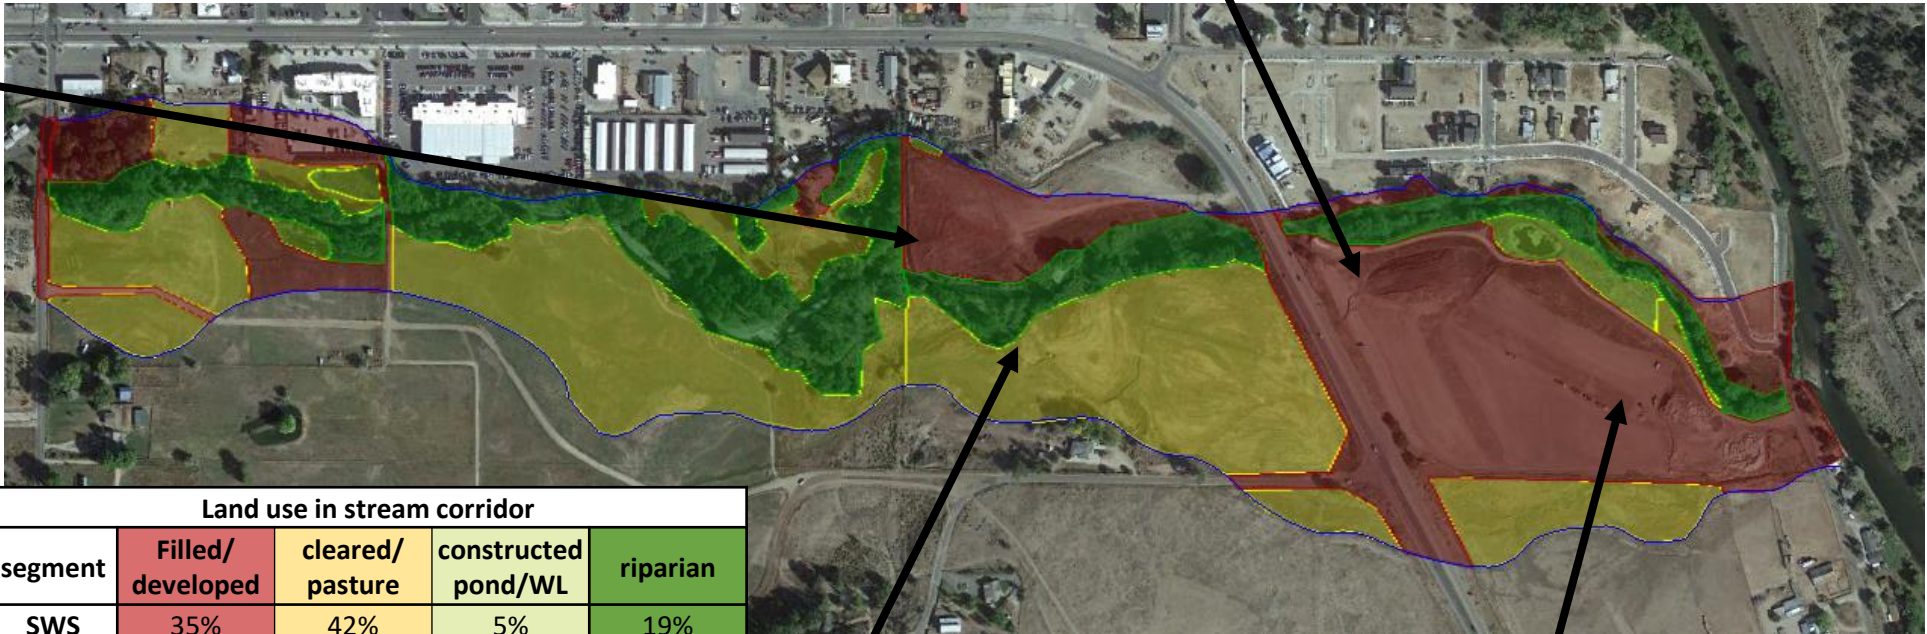 Land use in stream corridor
segment Filled/ developed cleared/ pasture constructed pond/WL riparian
SWS 35% 42% 5% 19%